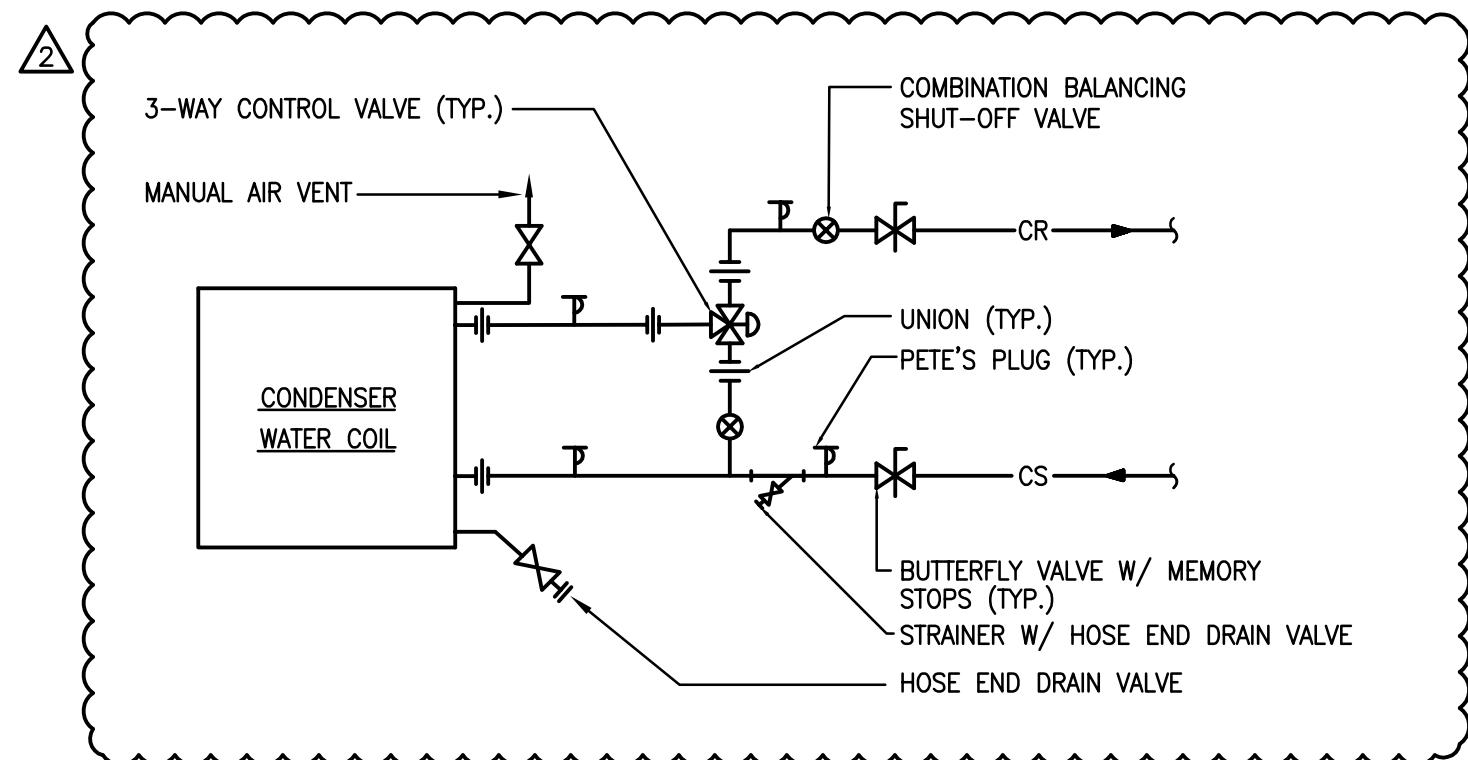 2
3-WAY CONTROL VALVE (TYP.)
COMBINATION BALANCING
SHUT-OFF VALVE
MANUAL AIR VENT
CR
UNION (TYP.)
PETE'S PLUG (TYP.)
CONDENSER
WATER COIL
CS
BUTTERFLY VALVE W/ MEMORY
STOPS (TYP.)
STRAINER W/ HOSE END DRAIN VALVE
HOSE END DRAIN VALVE